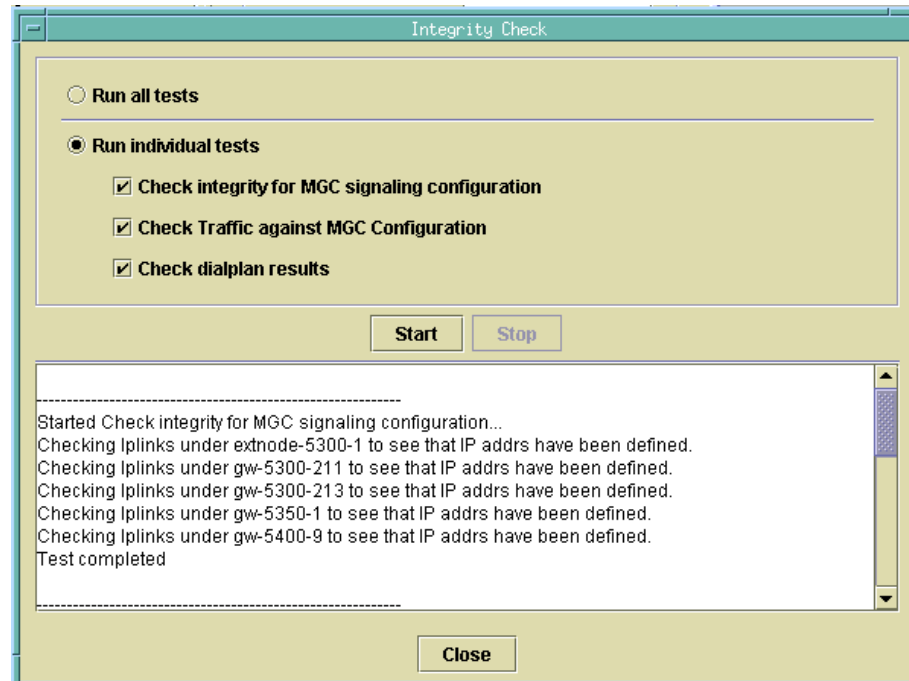 Integrity Check
Run all tests
Run individual tests
Check integrity for MGC signaling configuration
Check Traffic against MGC Configuration
Check dialplan results
Start Stop
------------------------------------------------------------
Started Check integrity for MGC signaling configuration...
Checking Iplinks under extnode-5300-1 to see that IP addrs have been defined.
Checking Iplinks under gw-5300-211 to see that IP addrs have been defined.
Checking Iplinks under gw-5300-213 to see that IP addrs have been defined.
Checking Iplinks under gw-5350-1 to see that IP addrs have been defined.
Checking Iplinks under gw-5400-9 to see that IP addrs have been defined.
Test completed
------------------------------------------------------------
Close